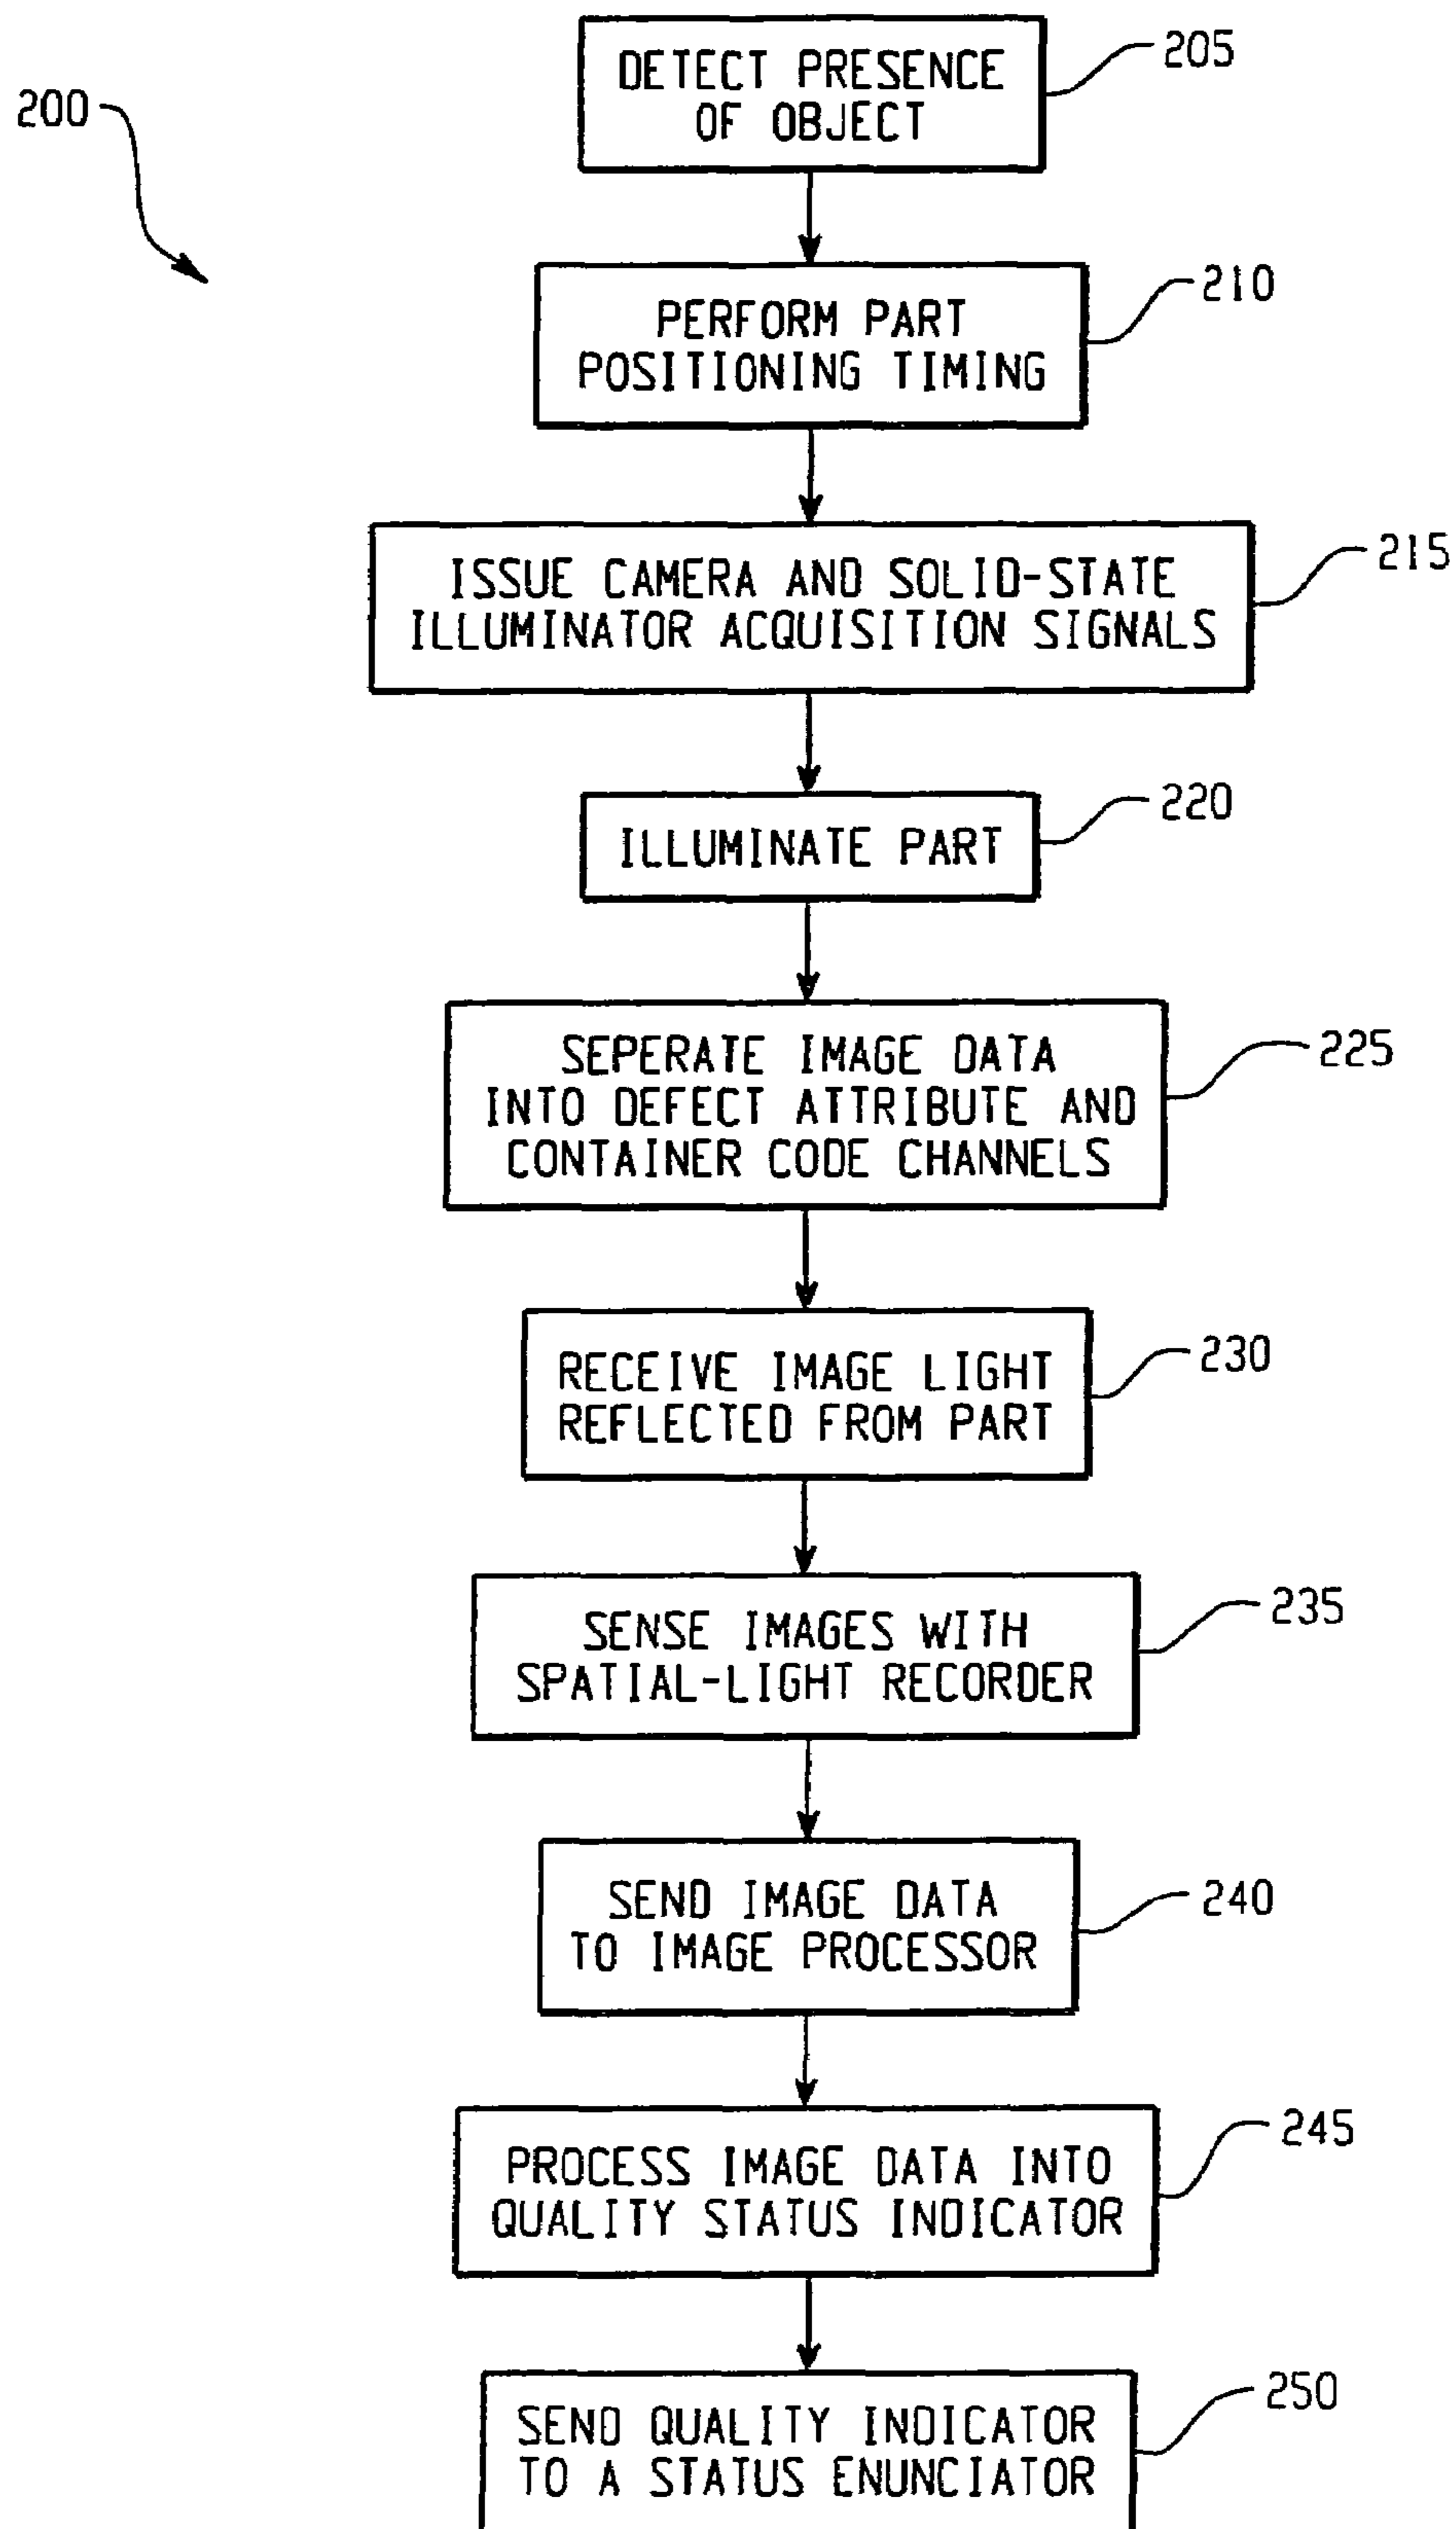 200
DETECT PRESENCE
OF OBJECT
205
PERFORM PART
POSITIONING TIMING
210
ISSUE CAMERA AND SOLID-STATE
ILLUMINATOR ACQUISITION SIGNALS
215
ILLUMINATE PART
220
SEPERATE IMAGE DATA
INTO DEFECT ATTRIBUTE AND
CONTAINER CODE CHANNELS
225
RECEIVE IMAGE LIGHT
REFLECTED FROM PART
230
SENSE IMAGES WITH
SPATIAL-LIGHT RECORDER
235
SEND IMAGE DATA
TO IMAGE PROCESSOR
240
PROCESS IMAGE DATA INTO
QUALITY STATUS INDICATOR
245
SEND QUALITY INDICATOR
TO A STATUS ENUNCIATOR
250